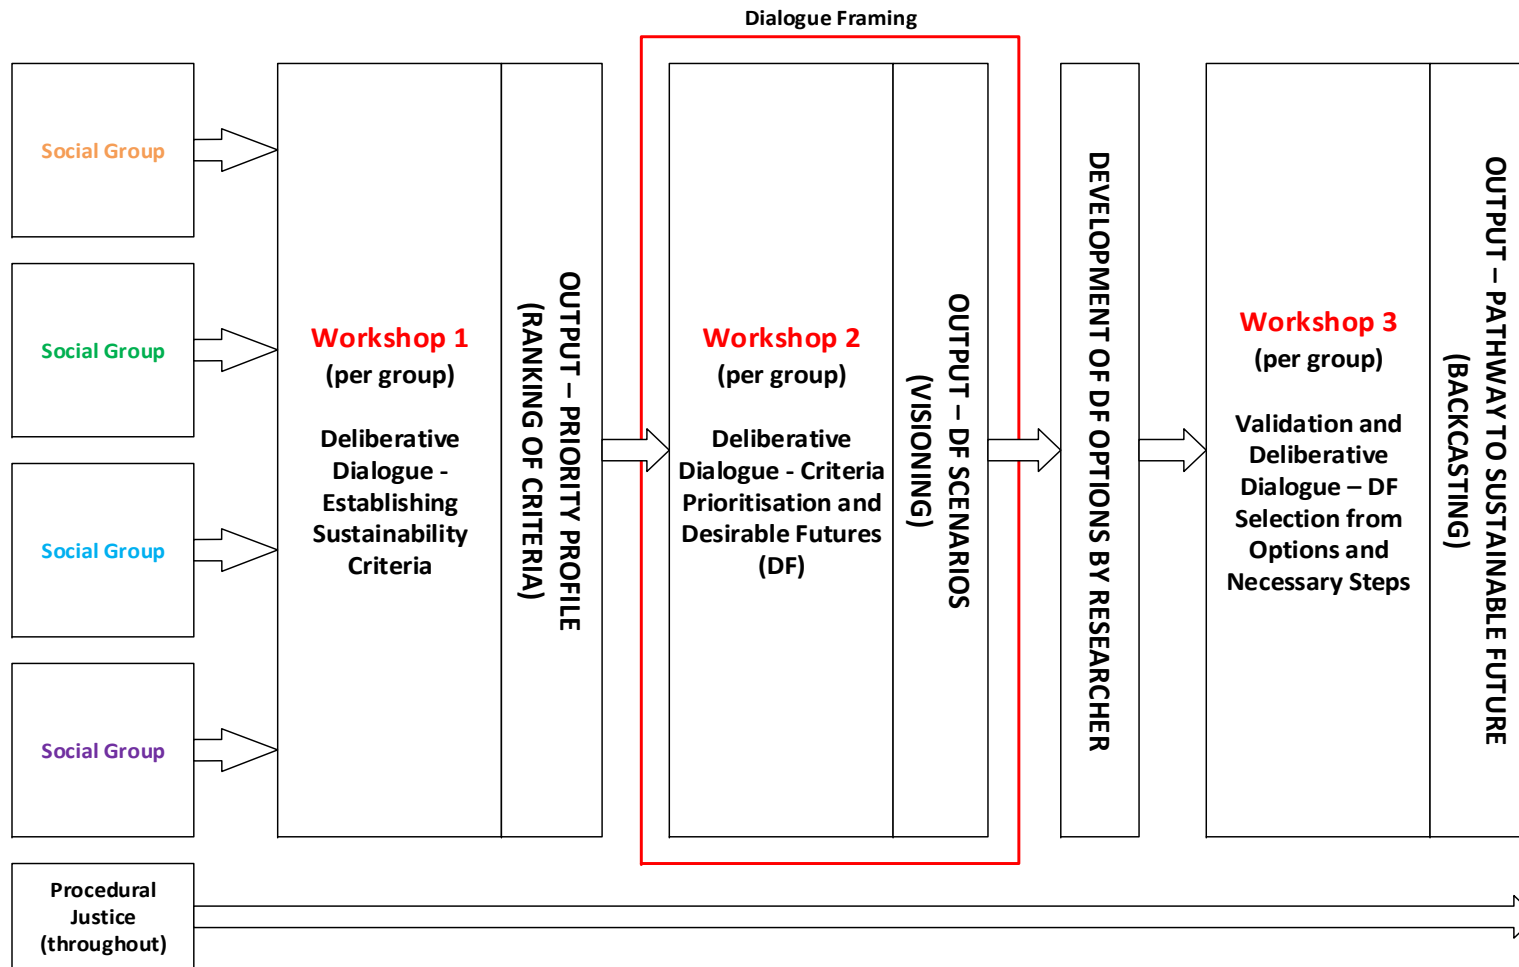 Dialogue Framing
Social Group
Social Group
Social Group
Social Group
Workshop 1
(per group)
Deliberative
Dialogue -
Establishing
Sustainability
Criteria
OUTPUT – PRIORITY PROFILE
(RANKING OF CRITERIA)
Workshop 2
(per group)
Deliberative
Dialogue - Criteria
Prioritisation and
Desirable Futures
(DF)
OUTPUT – DF SCENARIOS
(VISIONING)
DEVELOPMENT OF DF OPTIONS BY RESEARCHER
Workshop 3
(per group)
Validation and
Deliberative
Dialogue – DF
Selection from
Options and
Necessary Steps
OUTPUT – PATHWAY TO SUSTAINABLE FUTURE
(BACKCASTING)
Procedural
Justice
(throughout)